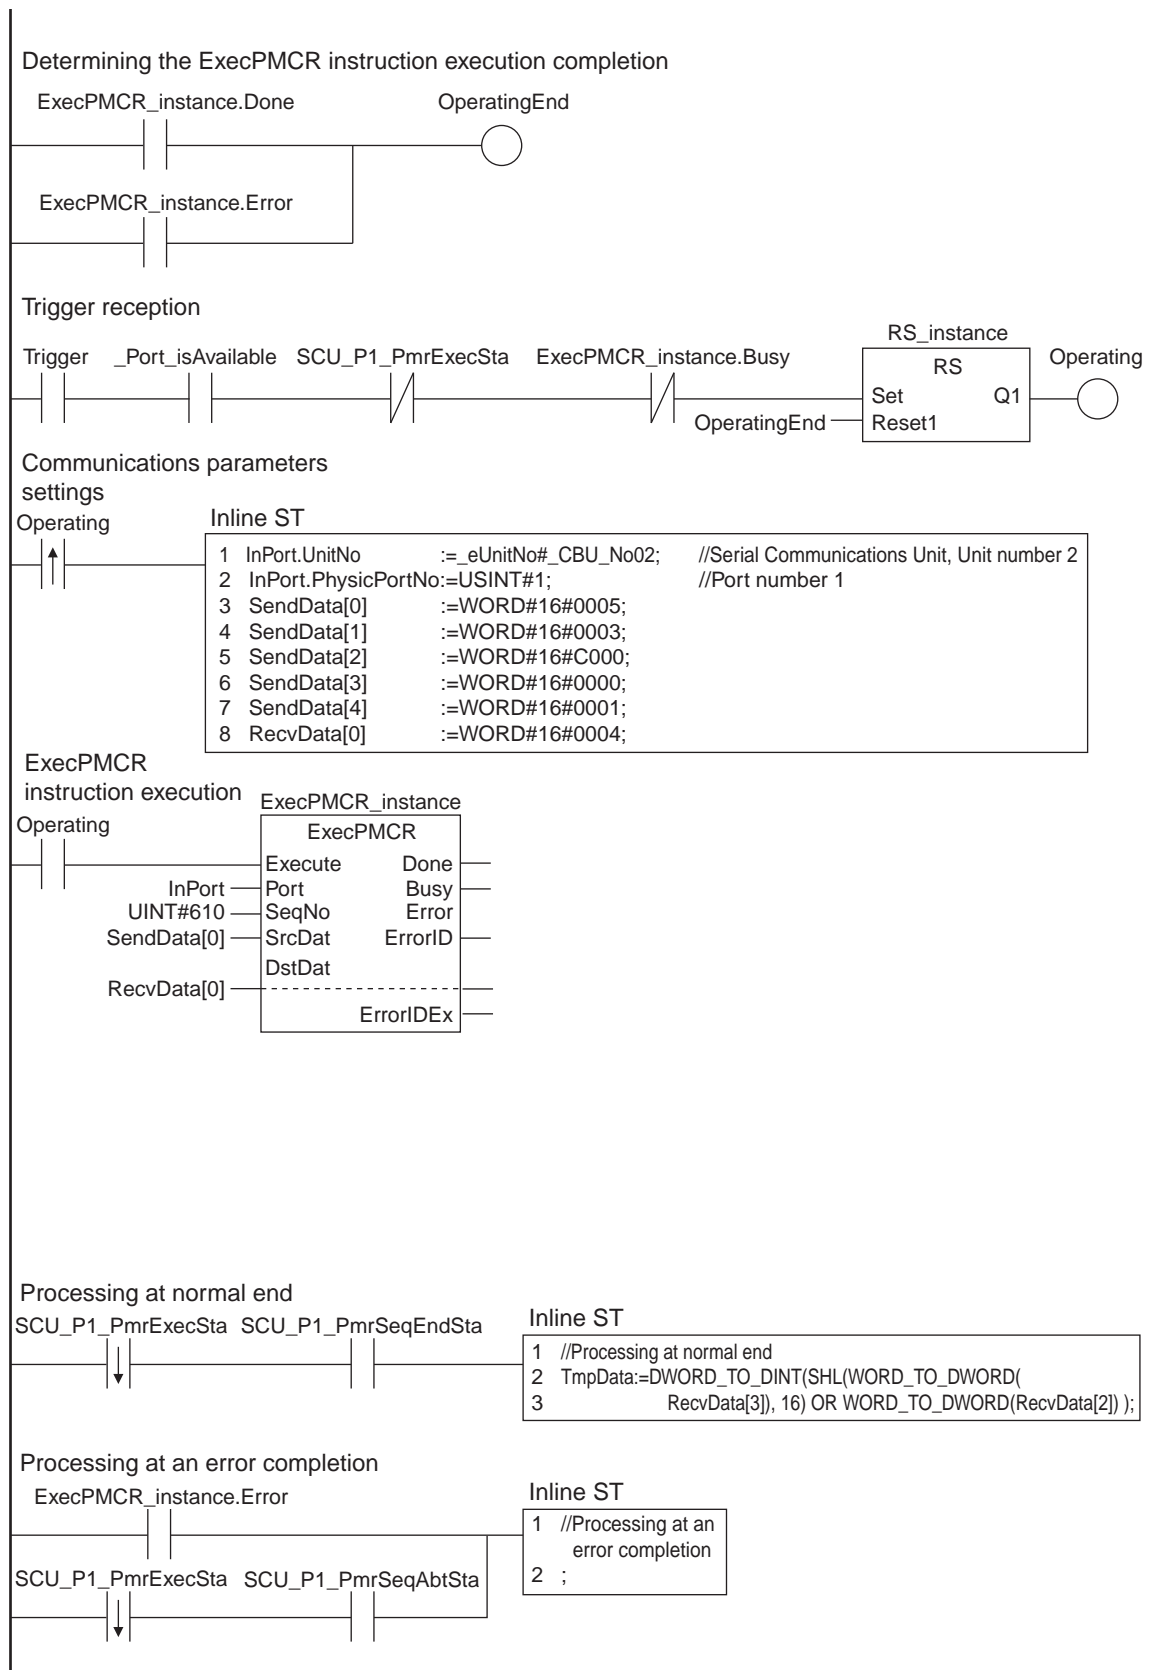 Determining the ExecPMCR instruction execution completion
ExecPMCR_instance.Done OperatingEnd
ExecPMCR_instance.Error
Trigger reception
RS_instance
Trigger _Port_isAvailable SCU_P1_PmrExecSta ExecPMCR_instance.Busy RS Operating
Set Q1
OperatingEnd Reset1
Communications parameters
settings
Operating Inline ST
1 InPort.UnitNo :=_eUnitNo#_CBU_No02; //Serial Communications Unit, Unit number 2
2 InPort.PhysicPortNo:=USINT#1; //Port number 1
3 SendData[0] :=WORD#16#0005;
4 SendData[1] :=WORD#16#0003;
5 SendData[2] :=WORD#16#C000;
6 SendData[3] :=WORD#16#0000;
7 SendData[4] :=WORD#16#0001;
8 RecvData[0] :=WORD#16#0004;
ExecPMCR
instruction execution
ExecPMCR_instance
Operating ExecPMCR
Execute Done
InPort Port Busy
UINT#610 SeqNo Error
SendData[0] SrcDat ErrorID
DstDat
RecvData[0]
ErrorIDEx
Processing at normal end
SCU_P1_PmrExecSta SCU_P1_PmrSeqEndSta Inline ST
1 //Processing at normal end
2 TmpData:=DWORD_TO_DINT(SHL(WORD_TO_DWORD(
3 RecvData[3]), 16) OR WORD_TO_DWORD(RecvData[2]) );
Processing at an error completion
ExecPMCR_instance.Error Inline ST
1 //Processing at an
error completion
2 ;
SCU_P1_PmrExecSta SCU_P1_PmrSeqAbtSta